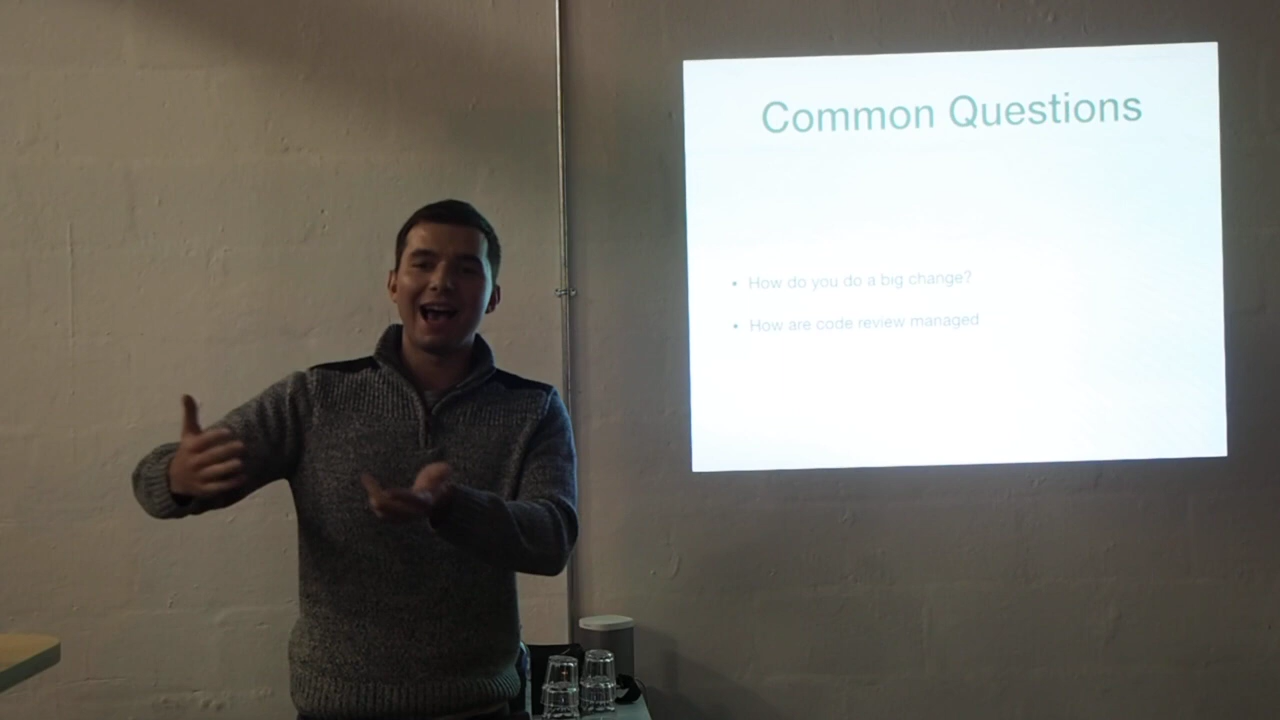 Common Questions
• How do you do a big change?
• How are code review managed